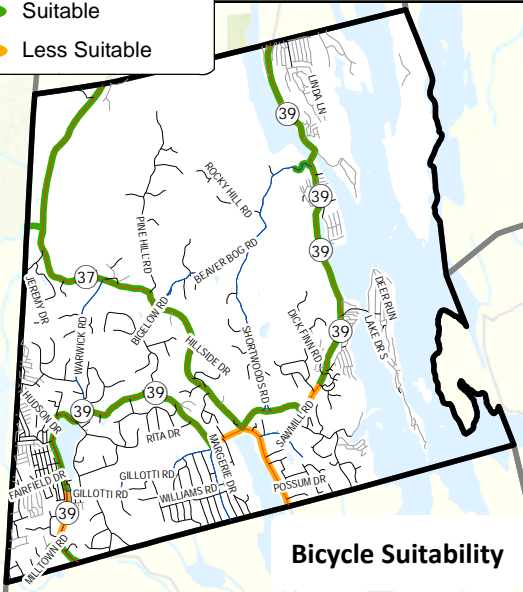 Suitable
Less Suitable
39
LINDA LN
ROCKY HILL RD
39
PINE HILL RD
BEAVER BOG RD
39
37
JEREMY DR
BIGELOW RD
DEER RUN
LAKE DR S
WARWICK RD
HILLSIDE DR
SHORTWOODS RD
DICK FINN RD
39
HUDSON DR
39
39
RITA DR
SAWMILL RD
MARGERIE DR
FAIRFIELD DR
GILLOTTI RD
GILLOTTI RD
WILLIAMS RD
POSSUM DR
39
MILLTOWN RD
Bicycle Suitability